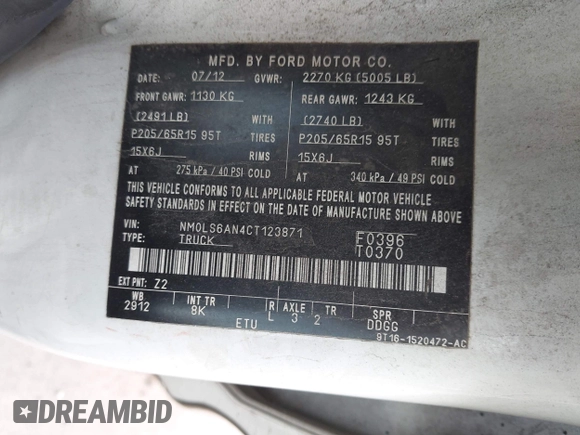 MFD. BY FORD MOTOR CO.
DATE: 07/12 GVWR: 2270 KG (5005 LB)
FRONT GAWR: 1130 KG REAR GAWR: 1243 KG
(2491 LB) WITH (2740 LB) WITH
P205/65R15 95T TIRES P205/65R15 95T TIRES
15X6J RIMS 15X6J RIMS
AT 275 kPa / 40 PSI COLD AT 340 kPa / 49 PSI COLD
THIS VEHICLE CONFORMS TO ALL APPLICABLE FEDERAL MOTOR VEHICLE
SAFETY STANDARDS IN EFFECT ON THE DATE OF MANUFACTURE SHOWN ABOVE.
VIN: NM0LS6AN4CT123871 F0396
TYPE: TRUCK T0370
EXT PNT: Z2
WB INT TR R AXLE TR SPR
2912 8K L 3 2 DDGG
ETU 9T16-1520472-AC
DREAMBID